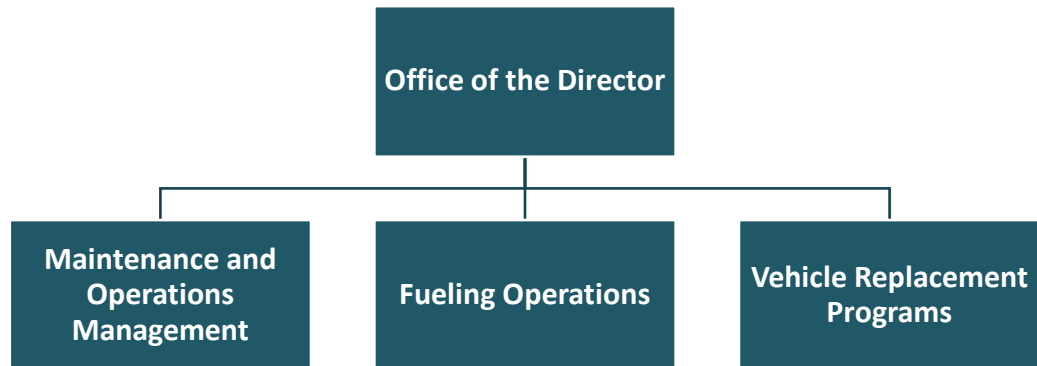 Office of the Director
Maintenance and
Operations
Management
Fueling Operations
Vehicle Replacement
Programs